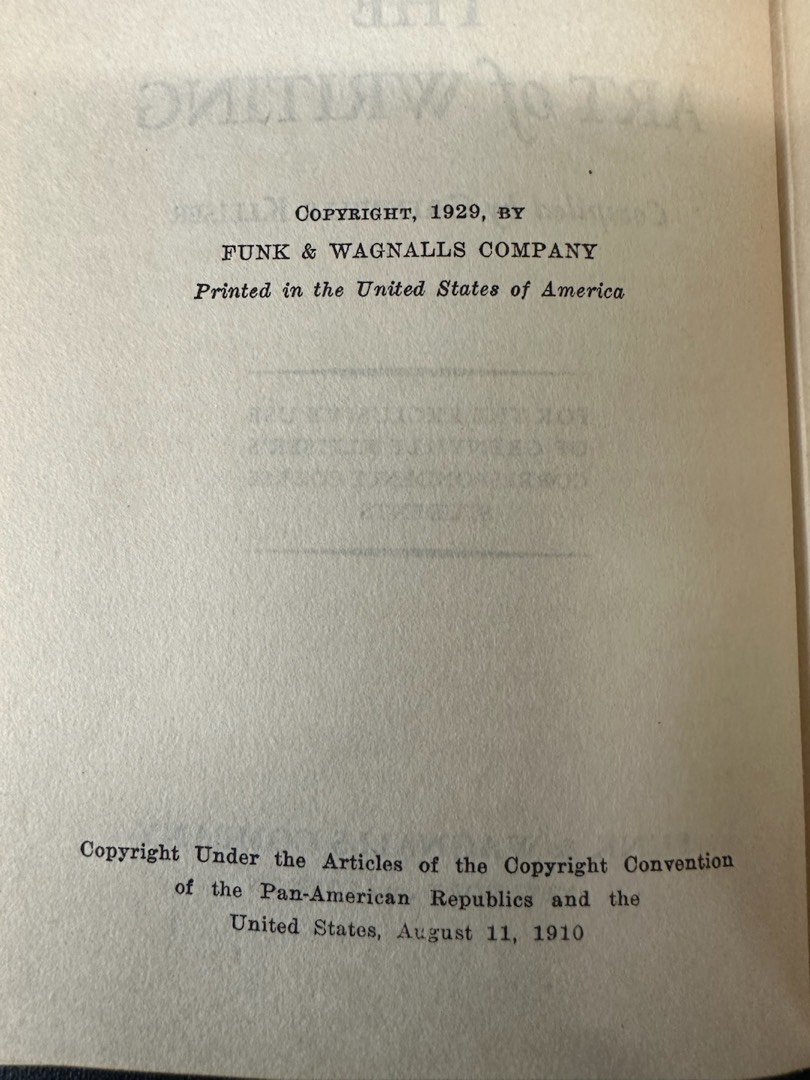 COPYRIGHT, 1929, BY
FUNK & WAGNALLS COMPANY
Printed in the United States of America
Copyright Under the Articles of the Copyright Convention
of the Pan-American Republics and the
United States, August 11, 1910